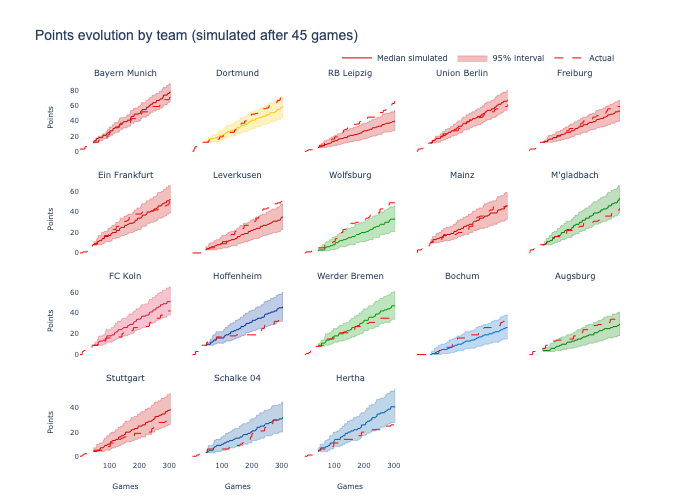 Points evolution by team (simulated after 45 games)
Median simulated 95% interval Actual
Bayern Munich Dortmund RB Leipzig Union Berlin Freiburg
Points
80
60
40
20
0
Ein Frankfurt Leverkusen Wolfsburg Mainz M'gladbach
Points
60
40
20
0
FC Koln Hoffenheim Werder Bremen Bochum Augsburg
Points
60
40
20
0
Stuttgart Schalke 04 Hertha
Points
40
20
0
100 200 300 100 200 300 100 200 300
Games Games Games